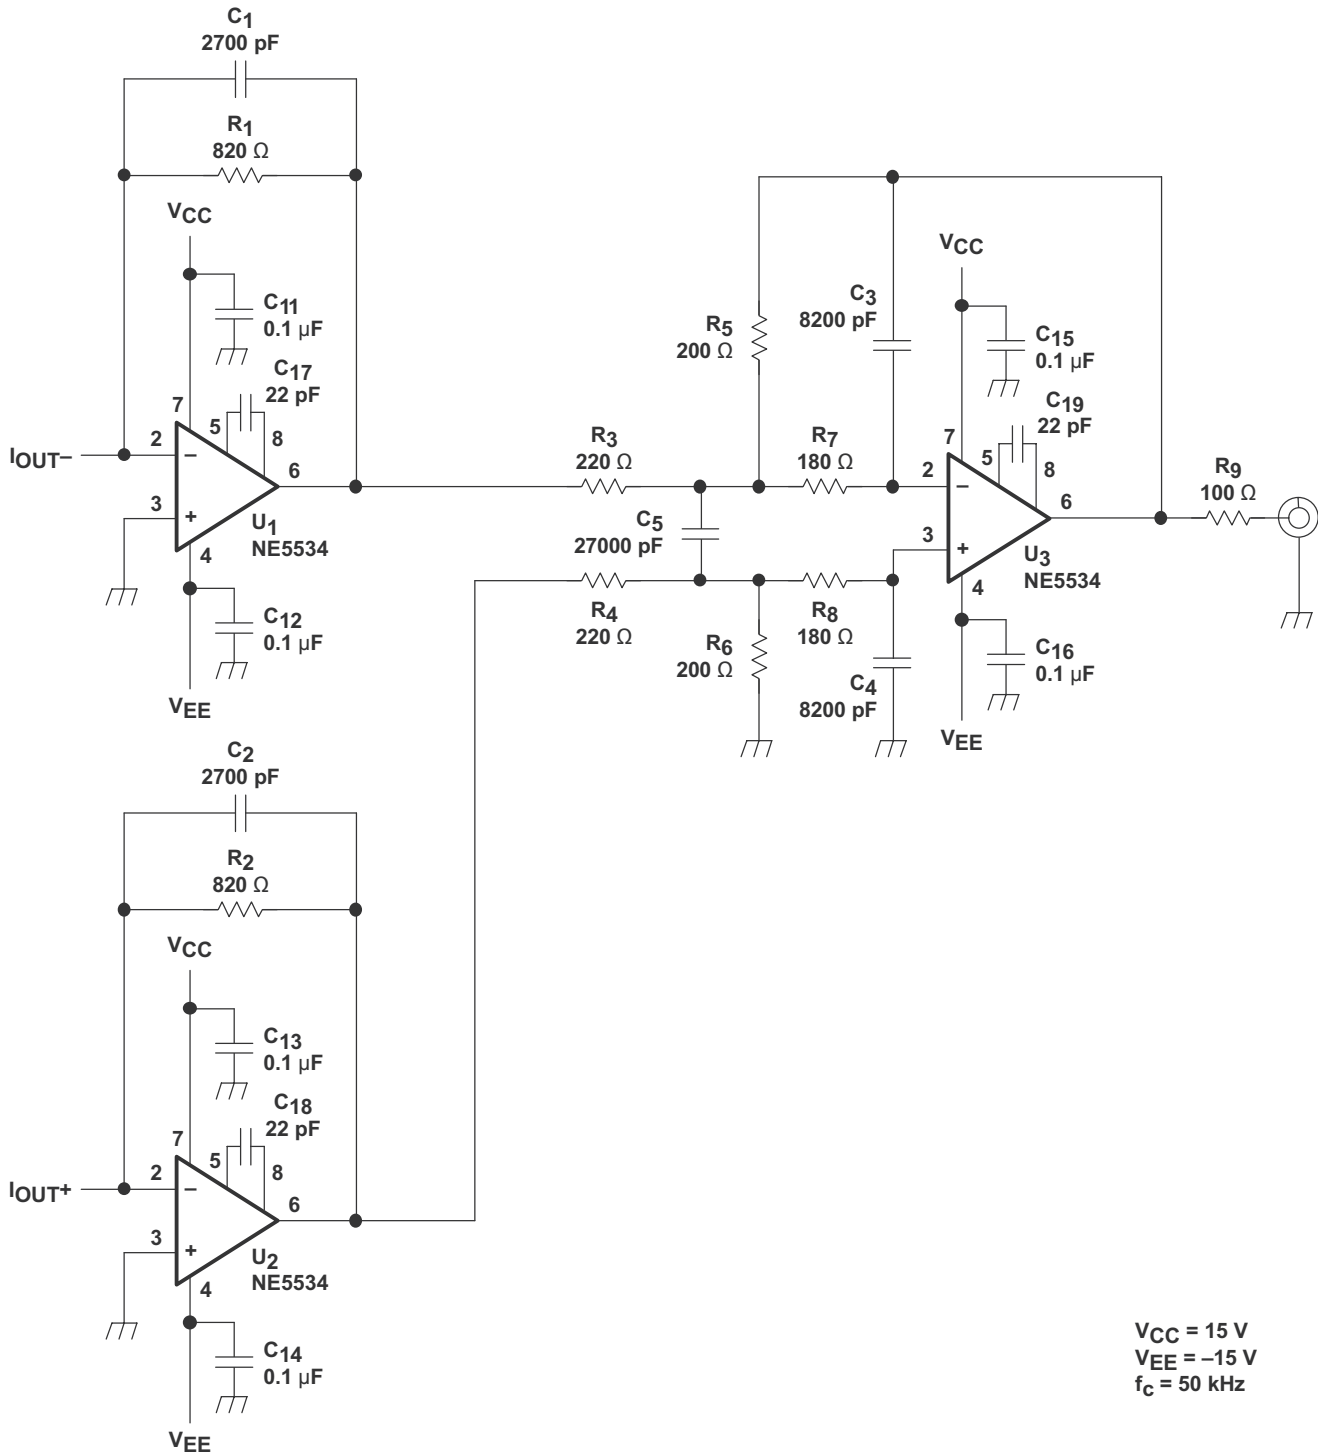 C1
2700 pF
R1
820 Ω
VCC
C11
0.1 µF
C17
22 pF
7
5
8
2
–
IOUT–
6
3
+
U1
NE5534
4
C12
0.1 µF
VEE
R3
220 Ω
R5
200 Ω
C3
8200 pF
R7
180 Ω
C5
27000 pF
R4
220 Ω
R6
200 Ω
R8
180 Ω
C4
8200 pF
VCC
C15
0.1 µF
C19
22 pF
7
5
8
2
–
6
3
+
U3
NE5534
4
C16
0.1 µF
VEE
R9
100 Ω
C2
2700 pF
R2
820 Ω
VCC
C13
0.1 µF
C18
22 pF
7
5
8
2
–
IOUT+
6
3
+
U2
NE5534
4
C14
0.1 µF
VEE
VCC = 15 V
VEE = –15 V
fc = 50 kHz